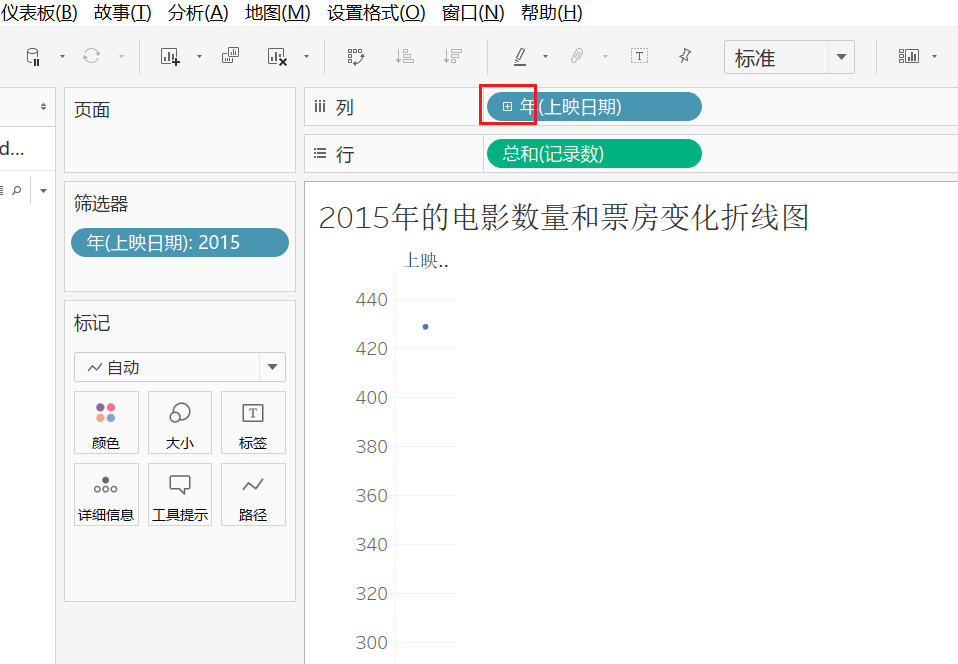 仪表板(B) 故事(T) 分析(A) 地图(M) 设置格式(O) 窗口(N) 帮助(H)
T 标准
d...
页面
iii 列 年(上映日期)
行 总和(记录数)
筛选器
年(上映日期): 2015
标记
自动
颜色 大小 T 标签
详细信息 工具提示 路径
2015年的电影数量和票房变化折线图
上映..
440
420
400
380
360
340
320
300